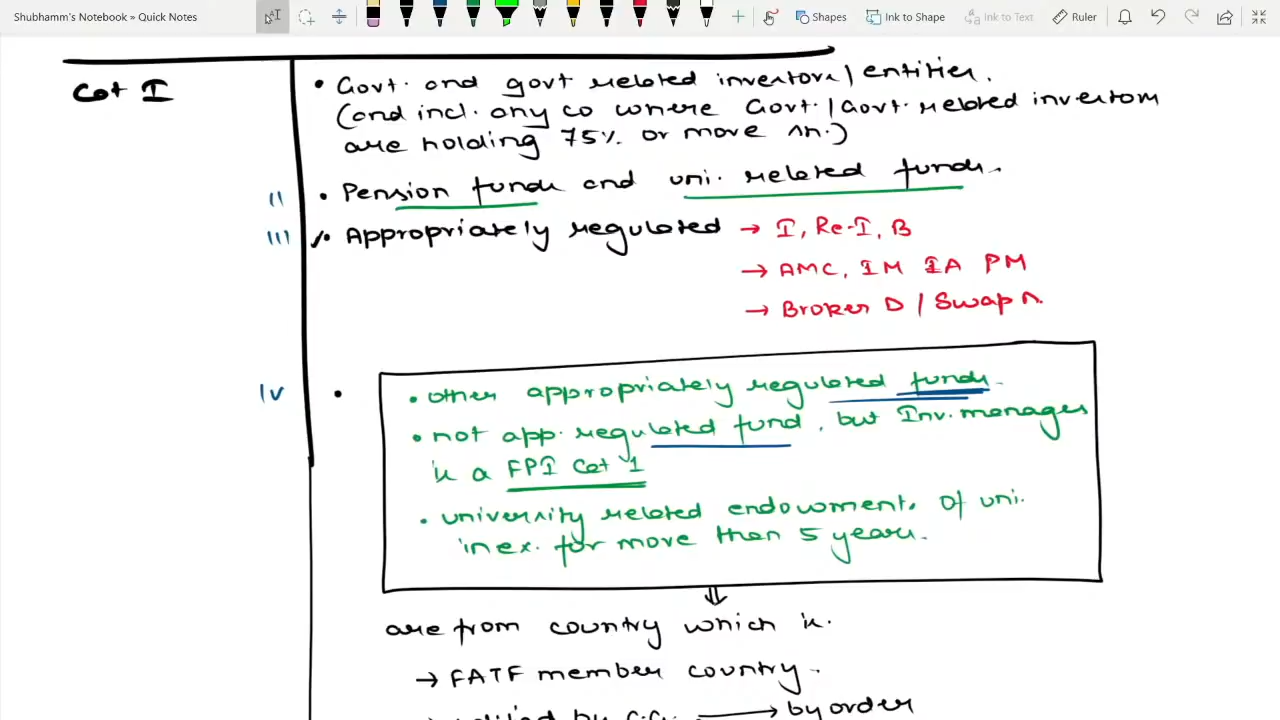 Shubhamm's Notebook » Quick Notes
Shapes Ink to Shape Ink to Text Ruler
Cat I
• Govt. and govt related investors/entities.
(and incl. any co where Govt./Govt. related investors
are holding 75% or more in.)
II • Pension funds and uni. related funds.
III • Appropriately regulated → I, Re-I, B
→ AMC, IM IA PM
→ Broker D / Swap
IV •
• other appropriately regulated funds.
• not app. regulated fund, but Inv. manager
is a FPI Cat 1
• university related endowments of uni.
in ex. for more than 5 years.
⇓
are from country which is.
→ FATF member country.
→ by order